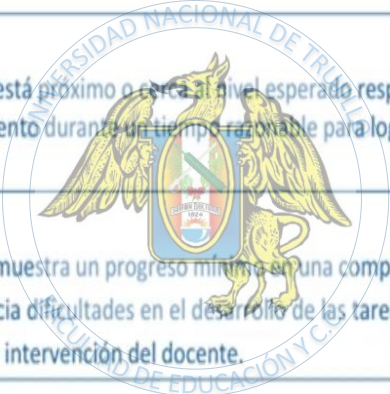 UNIVERSIDAD NACIONAL DE TRUJILLO
está próximo o cerca al nivel esperado resp
ento durante un tiempo razonable para lo
1824
muestra un progreso mínimo en una comp
cia dificultades en el desarrollo de las tare
intervención del docente.
FACULTAD DE EDUCACIÓN Y C.C.